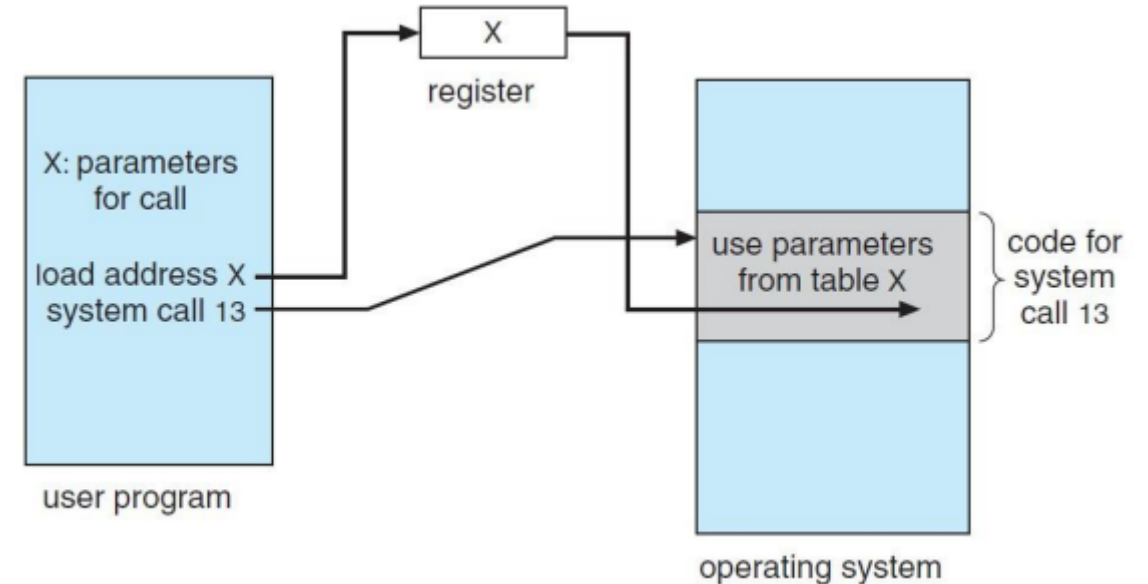 X
register
X: parameters
for call
load address X
system call 13
user program
use parameters
from table X
code for
system
call 13
operating system